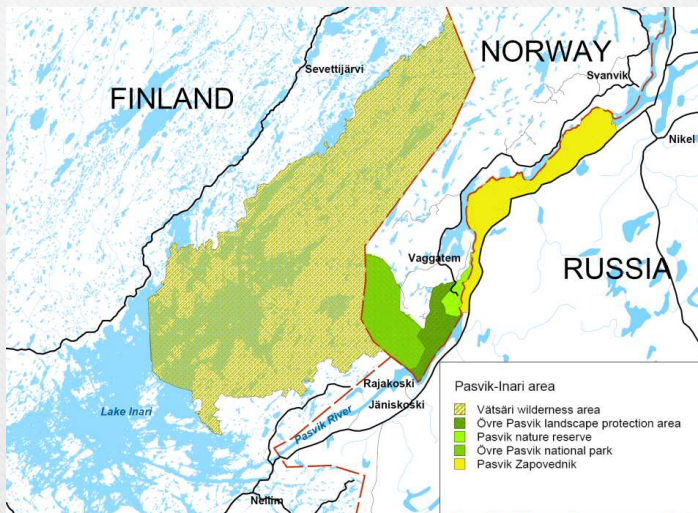 NORWAY
Sevettijärvi
Svanvik
FINLAND
Nikel
Vaggatem
RUSSIA
Rajakoski
Jäniskoski
Lake Inari
Pasvik River
Nellim
Pasvik-Inari area
Vätsäri wilderness area
Övre Pasvik landscape protection area
Pasvik nature reserve
Övre Pasvik national park
Pasvik Zapovednik